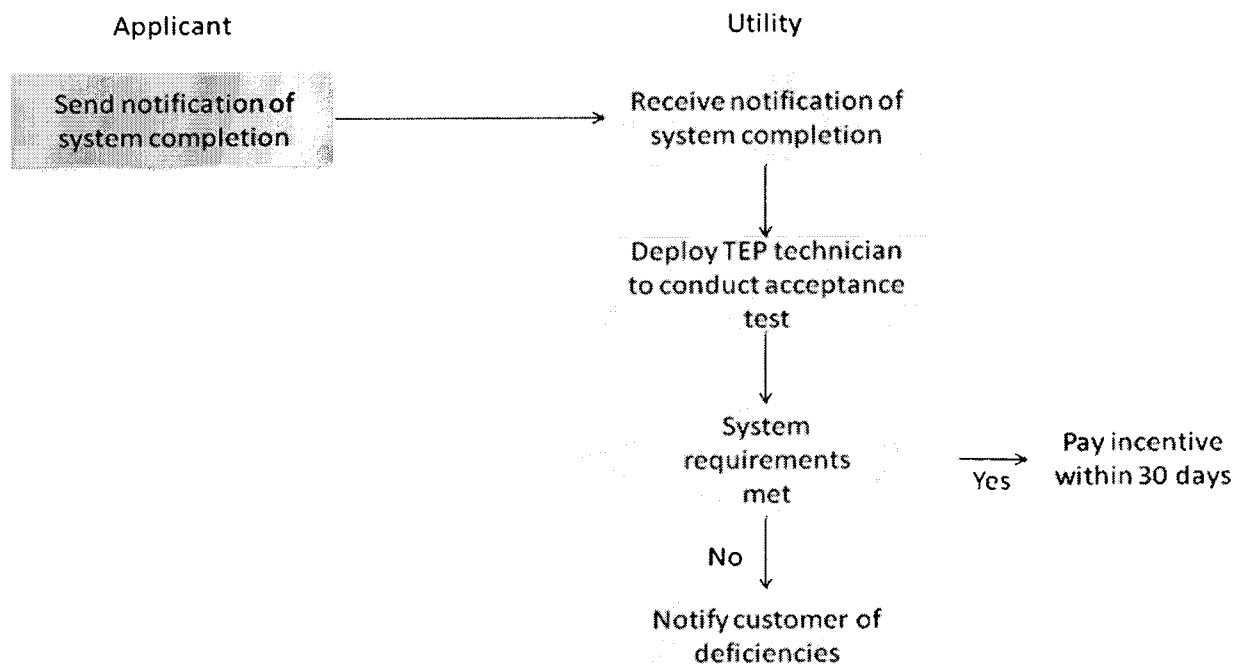 Applicant
Utility
Send notification of
system completion
Receive notification of
system completion
Deploy TEP technician
to conduct acceptance
test
System
requirements
met
Yes
Pay incentive
within 30 days
No
Notify customer of
deficiencies